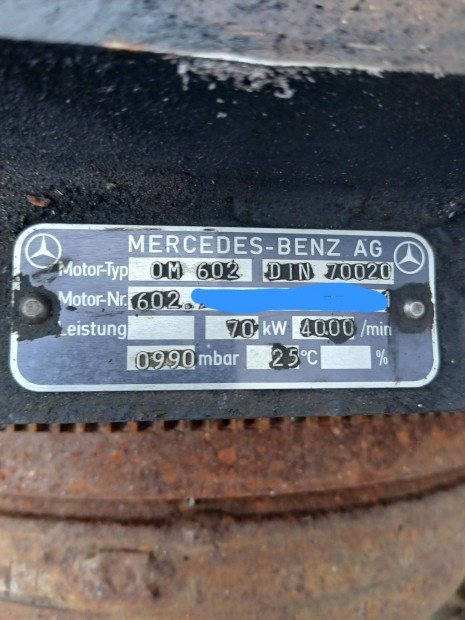 MERCEDES-BENZ AG
Motor-Typ OM 602 DIN 70020
Motor-Nr. 602.
Leistung 70 kW 4000 /min
0990 mbar 25 °C %